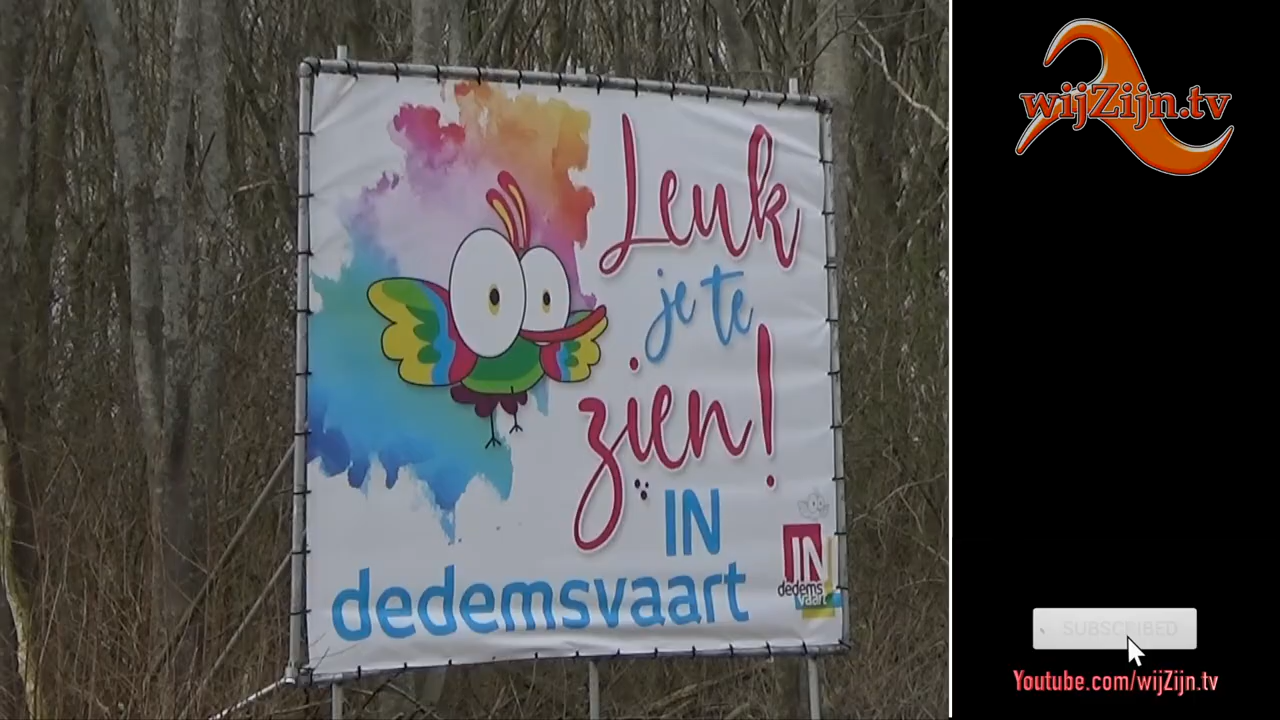 Leuk
je te
zien!
IN
dedemsvaart
IN
dedems
vaart
wijZijn.tv
SUBSCRIBED
Youtube.com/wijZijn.tv